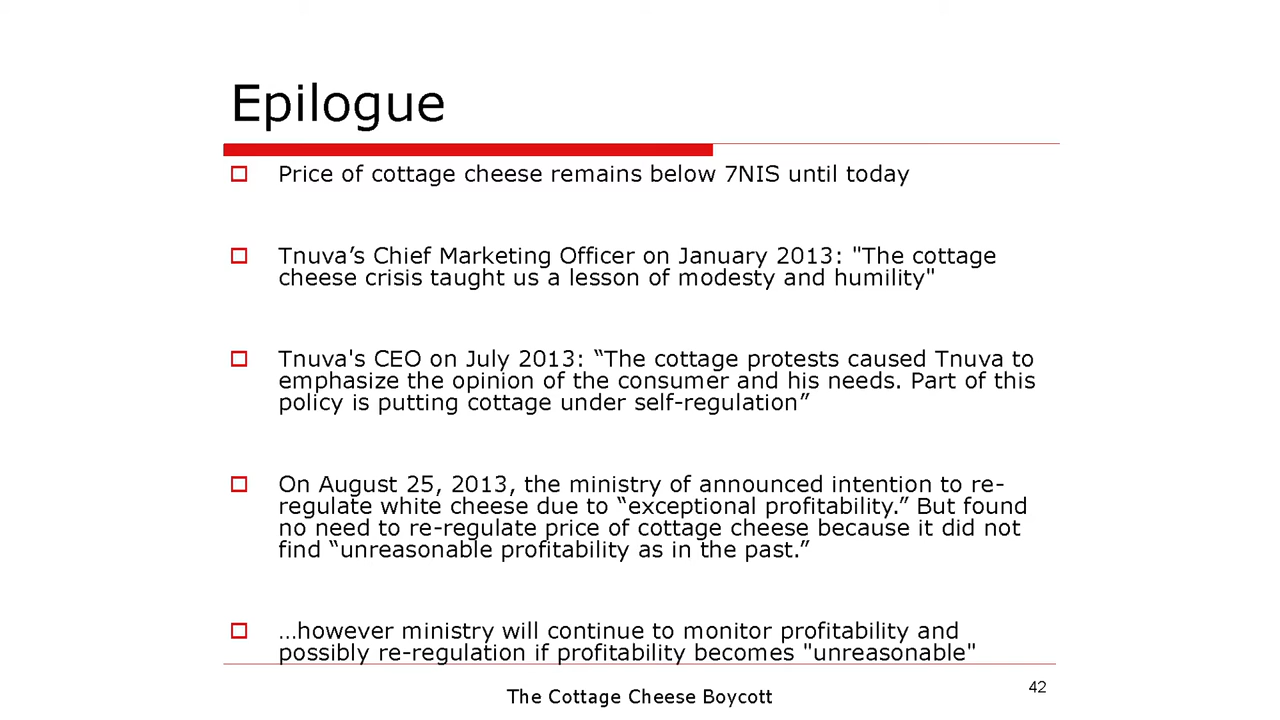 Epilogue
Price of cottage cheese remains below 7NIS until today
Tnuva’s Chief Marketing Officer on January 2013: "The cottage
cheese crisis taught us a lesson of modesty and humility"
Tnuva's CEO on July 2013: “The cottage protests caused Tnuva to
emphasize the opinion of the consumer and his needs. Part of this
policy is putting cottage under self-regulation”
On August 25, 2013, the ministry of announced intention to re-
regulate white cheese due to “exceptional profitability.” But found
no need to re-regulate price of cottage cheese because it did not
find “unreasonable profitability as in the past.”
…however ministry will continue to monitor profitability and
possibly re-regulation if profitability becomes "unreasonable"
The Cottage Cheese Boycott
42